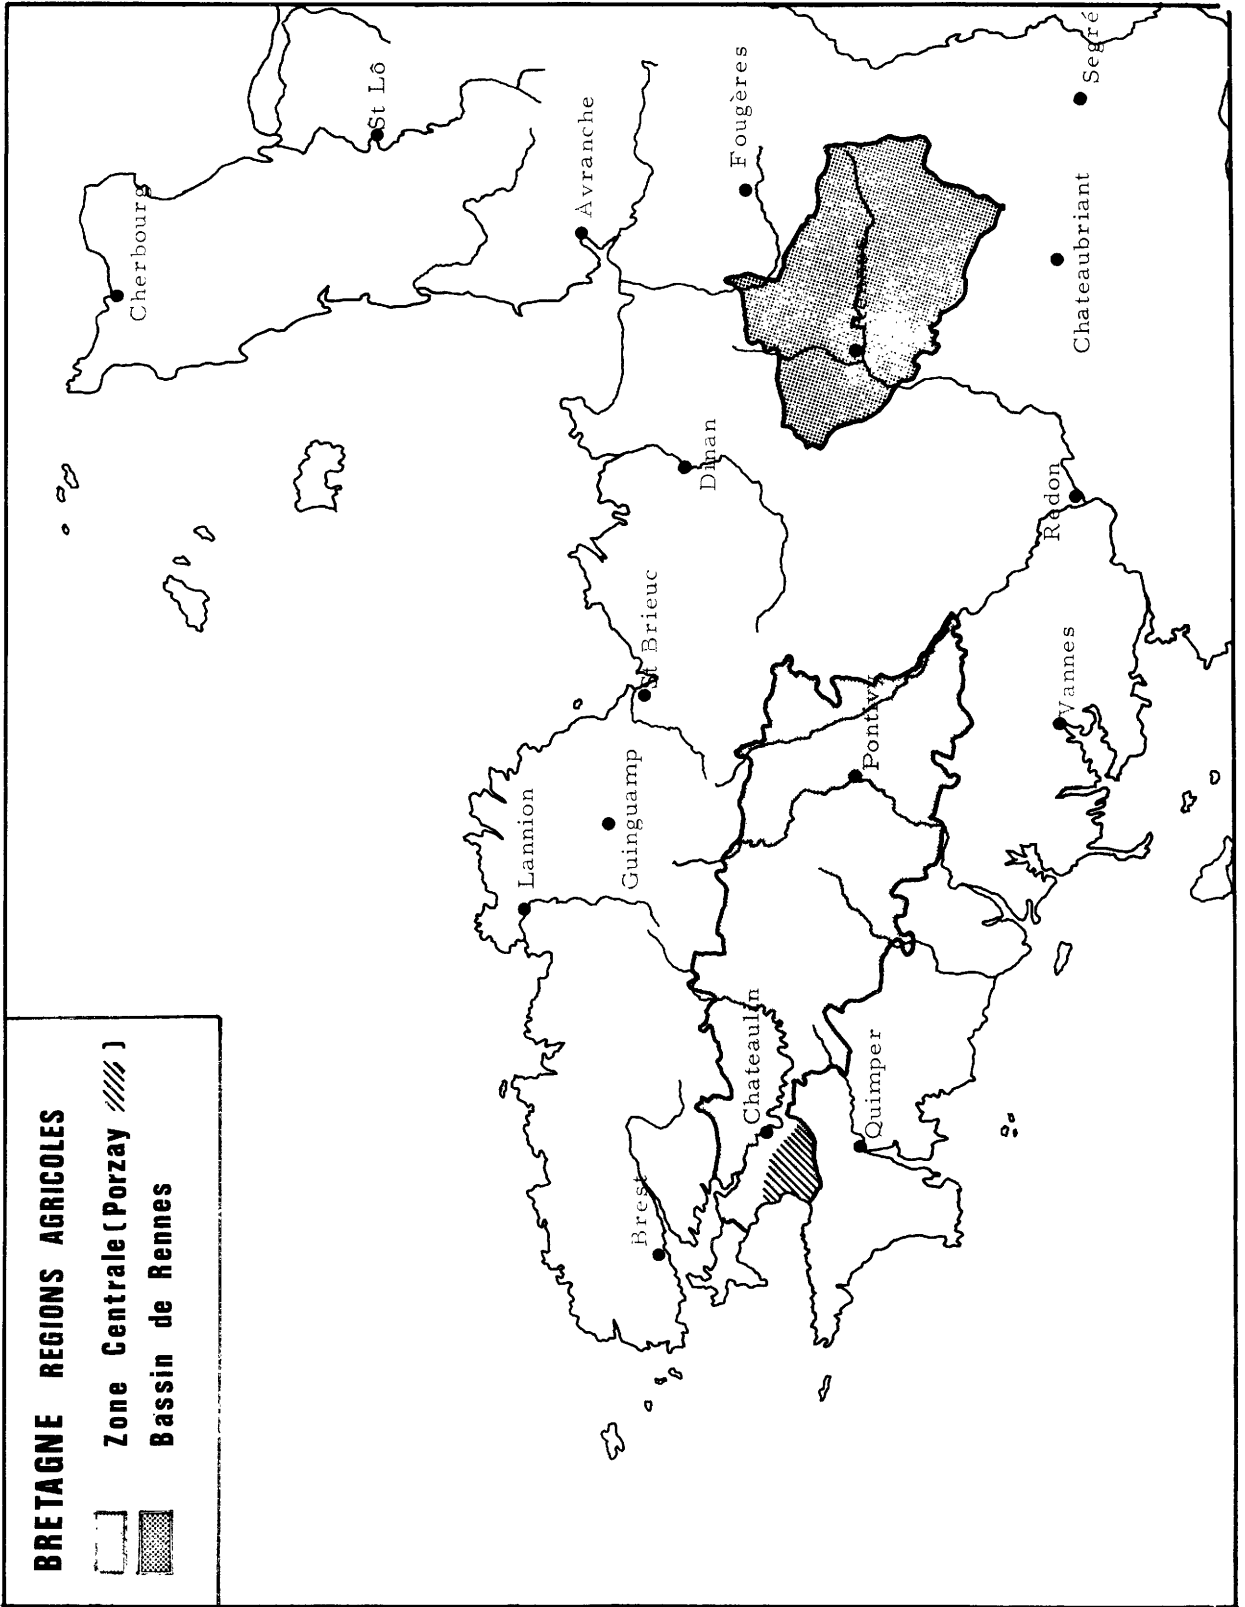 BRETAGNE REGIONS AGRICOLES
Zone Centrale (Porzay )
Bassin de Rennes
Cherbourg
St Lô
Avranche
Fougères
Segré
Chateaubriant
Rennes
Dinan
Redon
St Brieuc
Vannes
Pontivy
Guinguamp
Lannion
Chateaulin
Quimper
Brest